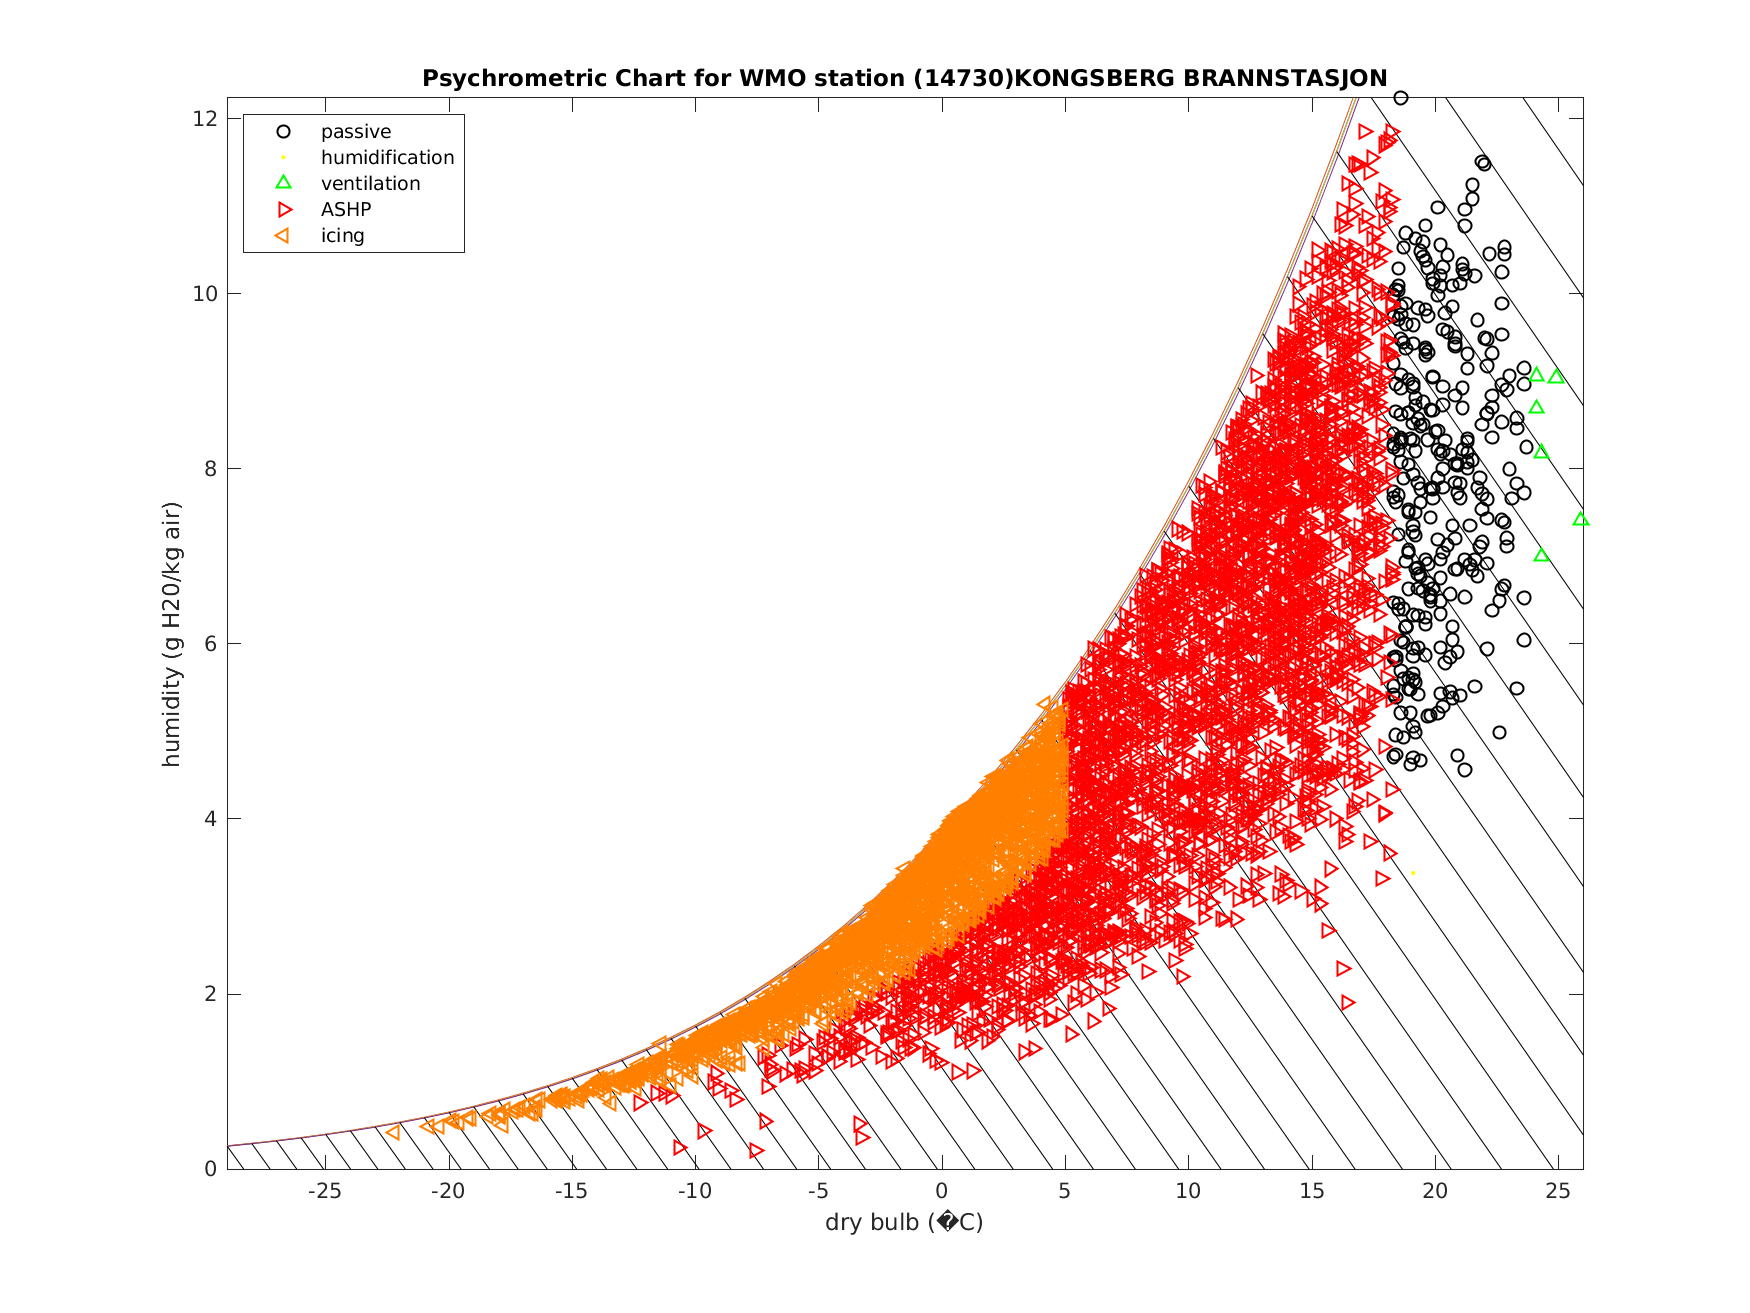 Psychrometric Chart for WMO station (14730)KONGSBERG BRANNSTASJON
passive
humidification
ventilation
ASHP
icing
humidity (g H20/kg air)
12
10
8
6
4
2
0
-25 -20 -15 -10 -5 0 5 10 15 20 25
dry bulb (�C)